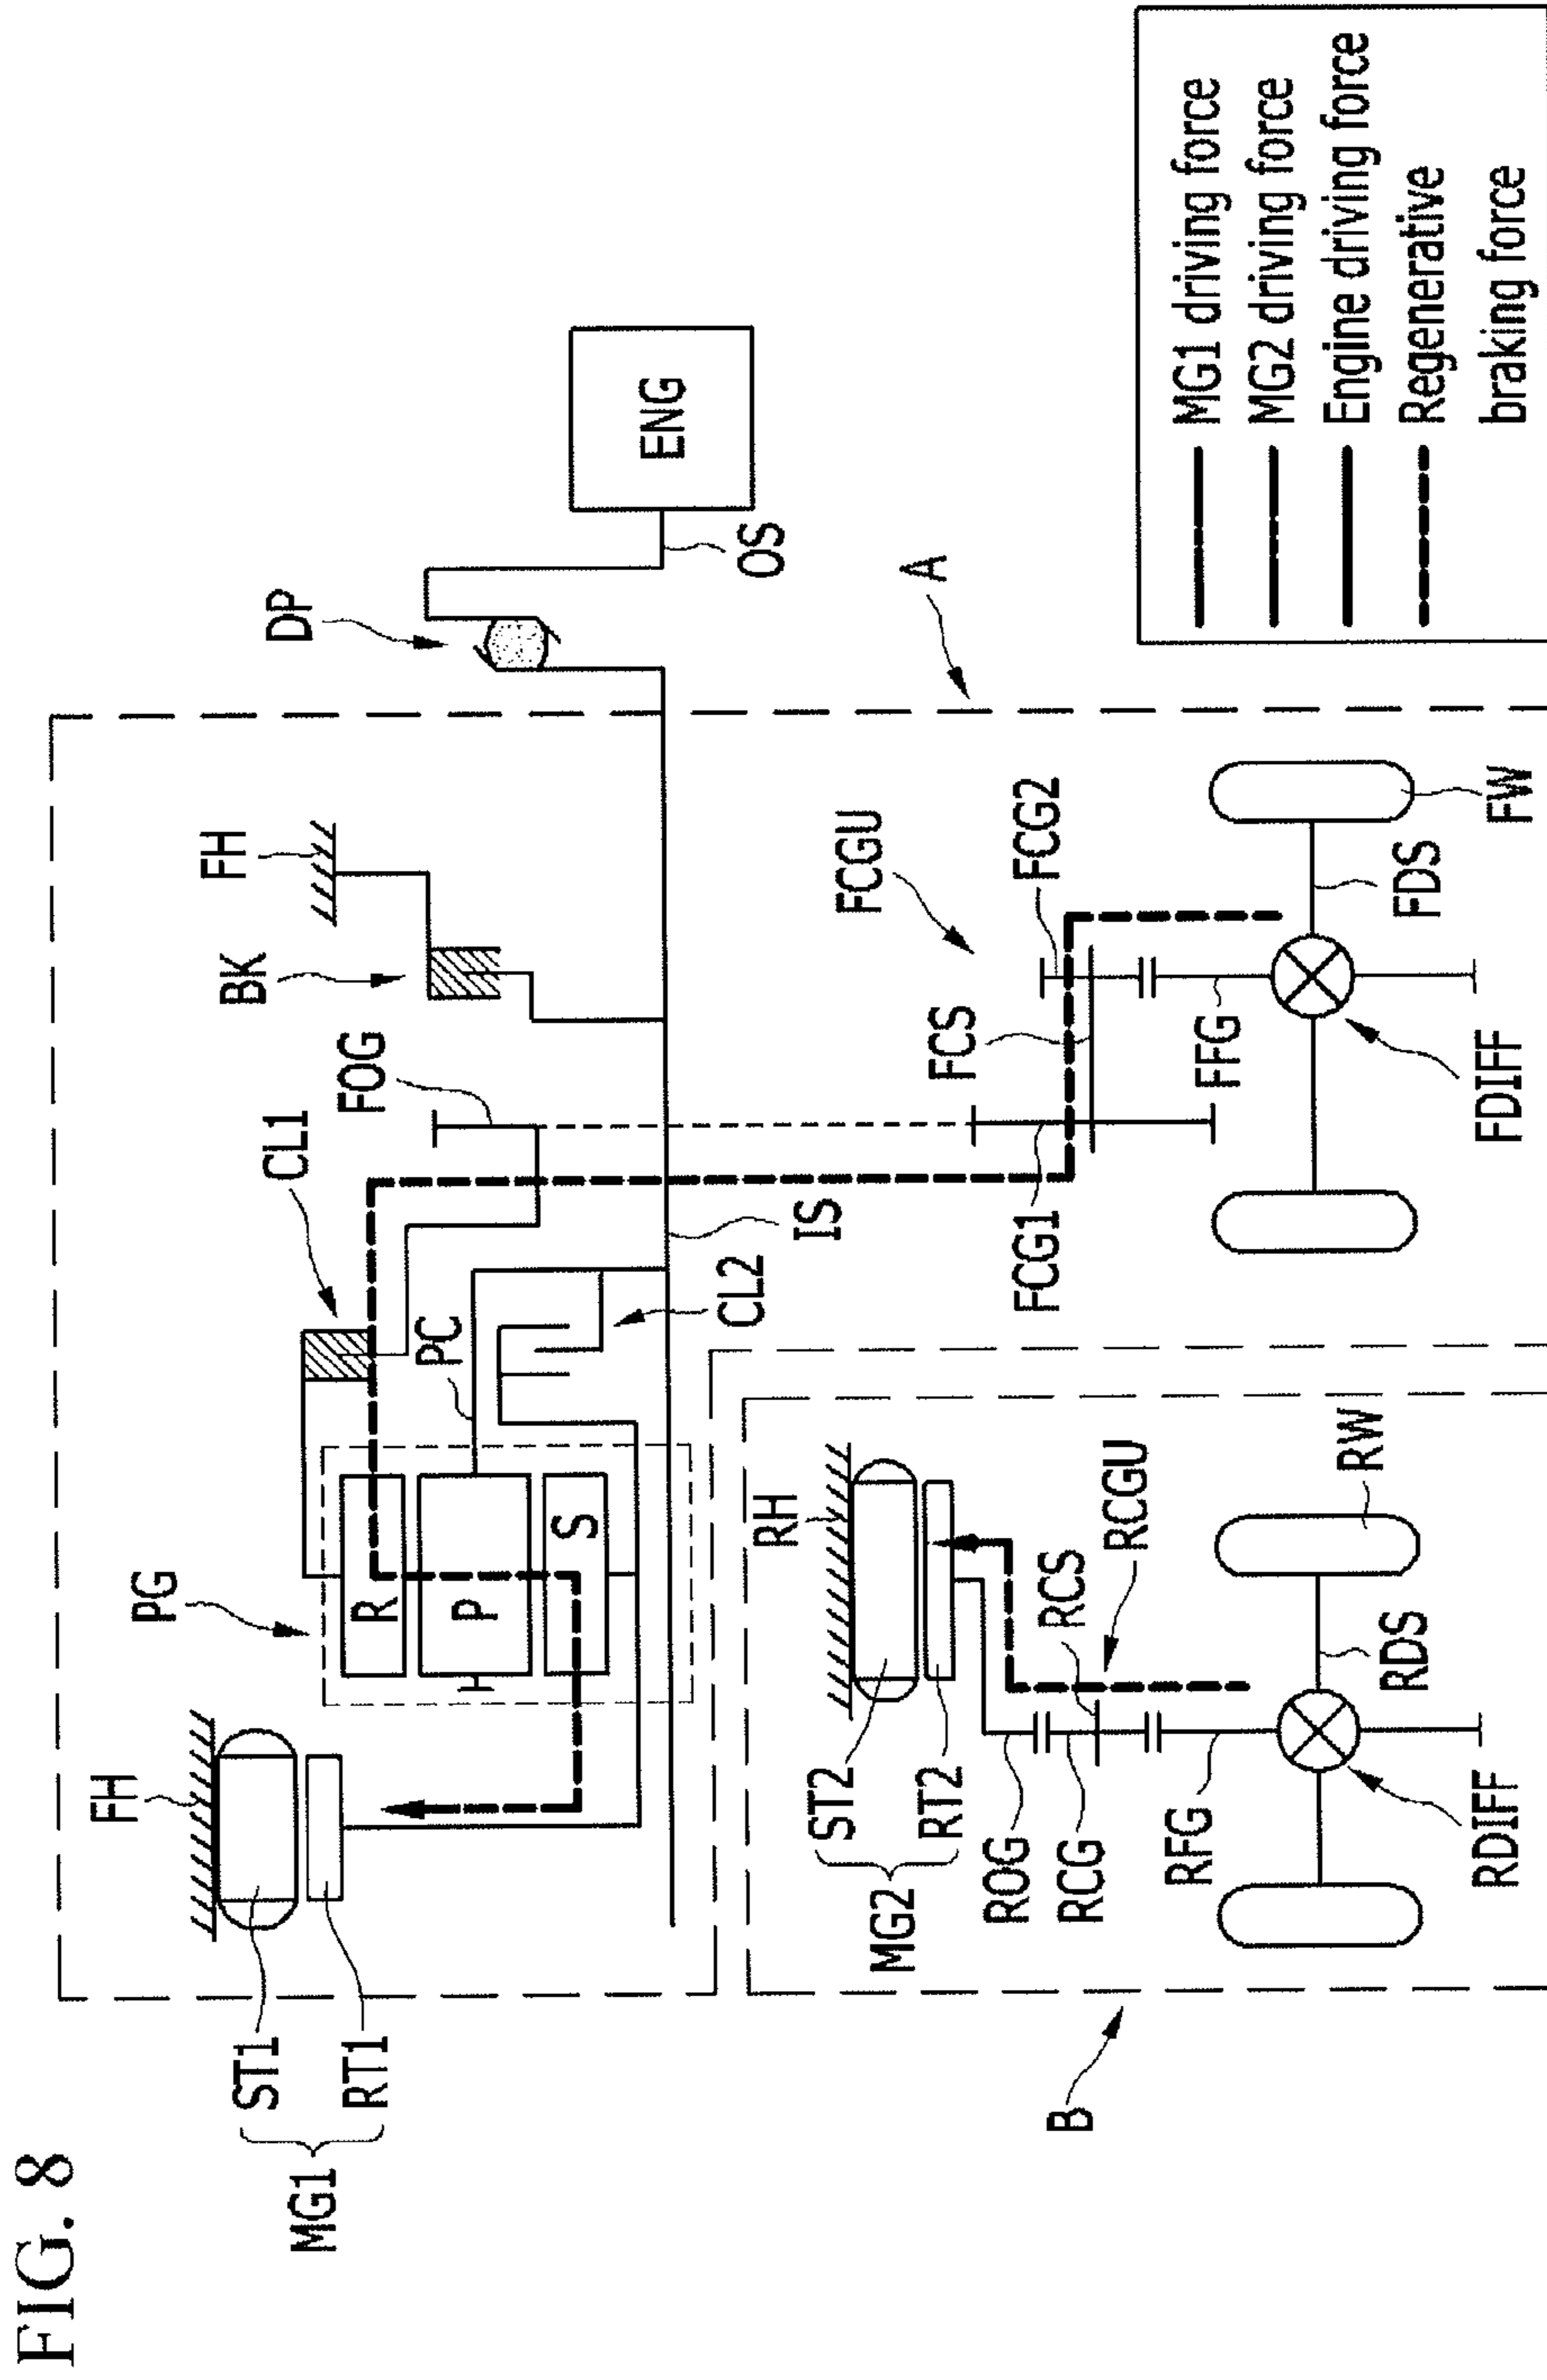 FIG. 8
MG1
ST1
RT1
FH
PG
R
P
S
PC
CL1
CL2
FOG
BK
FH
IS
DP
OS
ENG
A
B
MG2
ST2
RT2
RH
ROG
RCG
RCS
RCGU
RFG
RDIFF
RDS
RW
FCG1
FCS
FCG2
FCGU
FFG
FDIFF
FDS
FW
MG1 driving force
MG2 driving force
Engine driving force
Regenerative
braking force